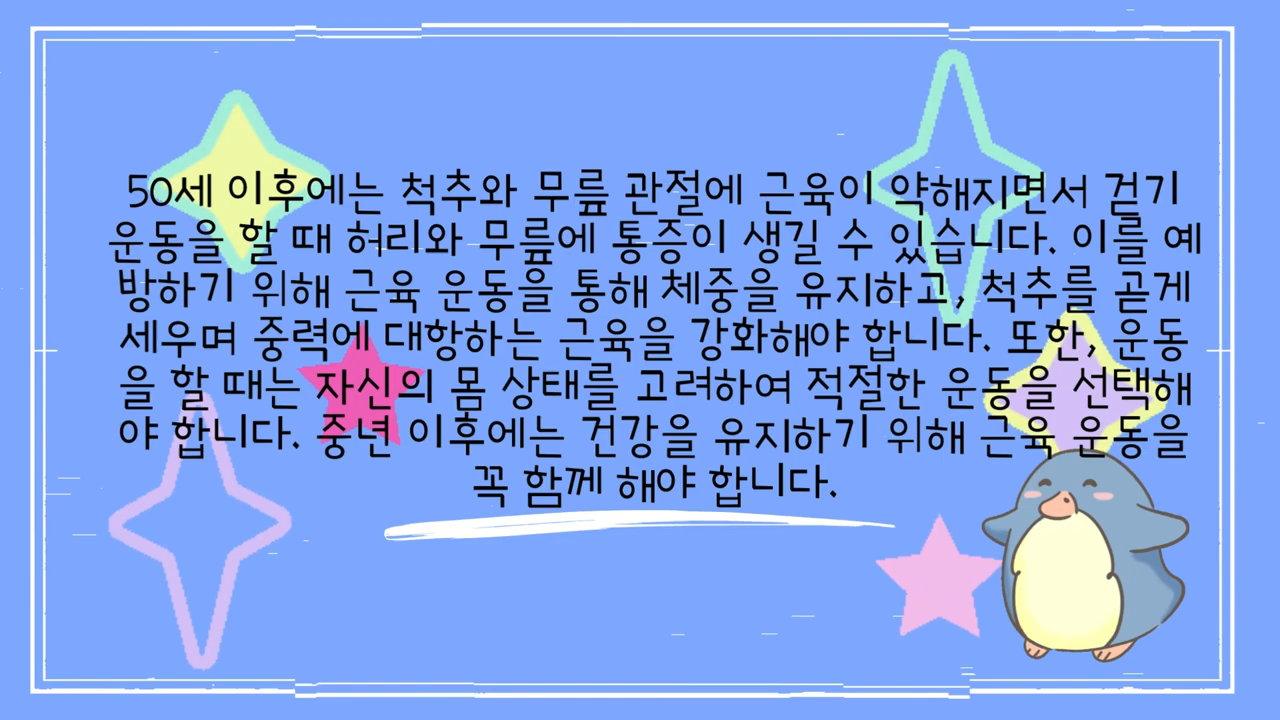 50세 이후에는 척추와 무릎 관절에 근육이 약해지면서 걷기
운동을 할 때 허리와 무릎에 통증이 생길 수 있습니다. 이를 예
방하기 위해 근육 운동을 통해 체중을 유지하고, 척추를 곧게
세우며 중력에 대항하는 근육을 강화해야 합니다. 또한, 운동
을 할 때는 자신의 몸 상태를 고려하여 적절한 운동을 선택해
야 합니다. 중년 이후에는 건강을 유지하기 위해 근육 운동을
꼭 함께 해야 합니다.